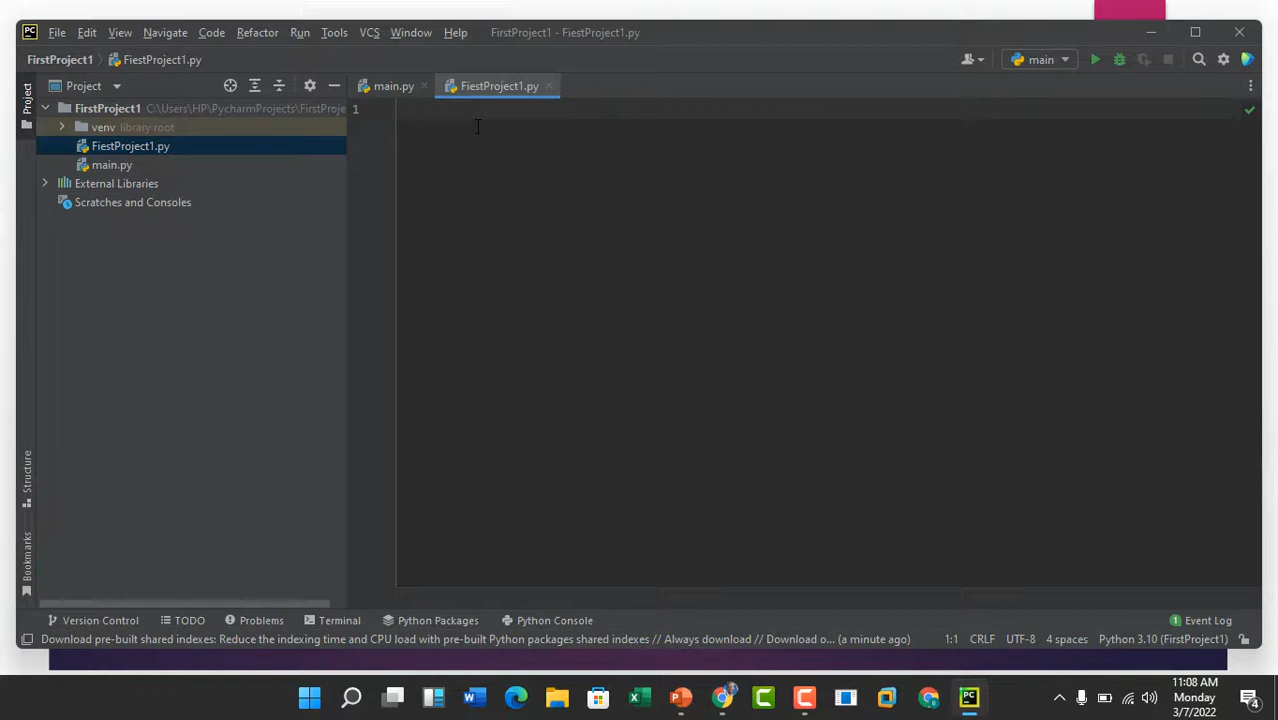 PC File Edit View Navigate Code Refactor Run Tools VCS Window Help FirstProject1 - FiestProject1.py
FirstProject1 FiestProject1.py main
Project
Project main.py FiestProject1.py
FirstProject1 C:\Users\HP\PycharmProjects\FirstProje 1
venv library root
FiestProject1.py
main.py
External Libraries
Scratches and Consoles
Structure
Bookmarks
Version Control TODO Problems Terminal Python Packages Python Console 1 Event Log
Download pre-built shared indexes: Reduce the indexing time and CPU load with pre-built Python packages shared indexes // Always download // Download o... (a minute ago) 1:1 CRLF UTF-8 4 spaces Python 3.10 (FirstProject1)
11:08 AM
Monday
3/7/2022
4